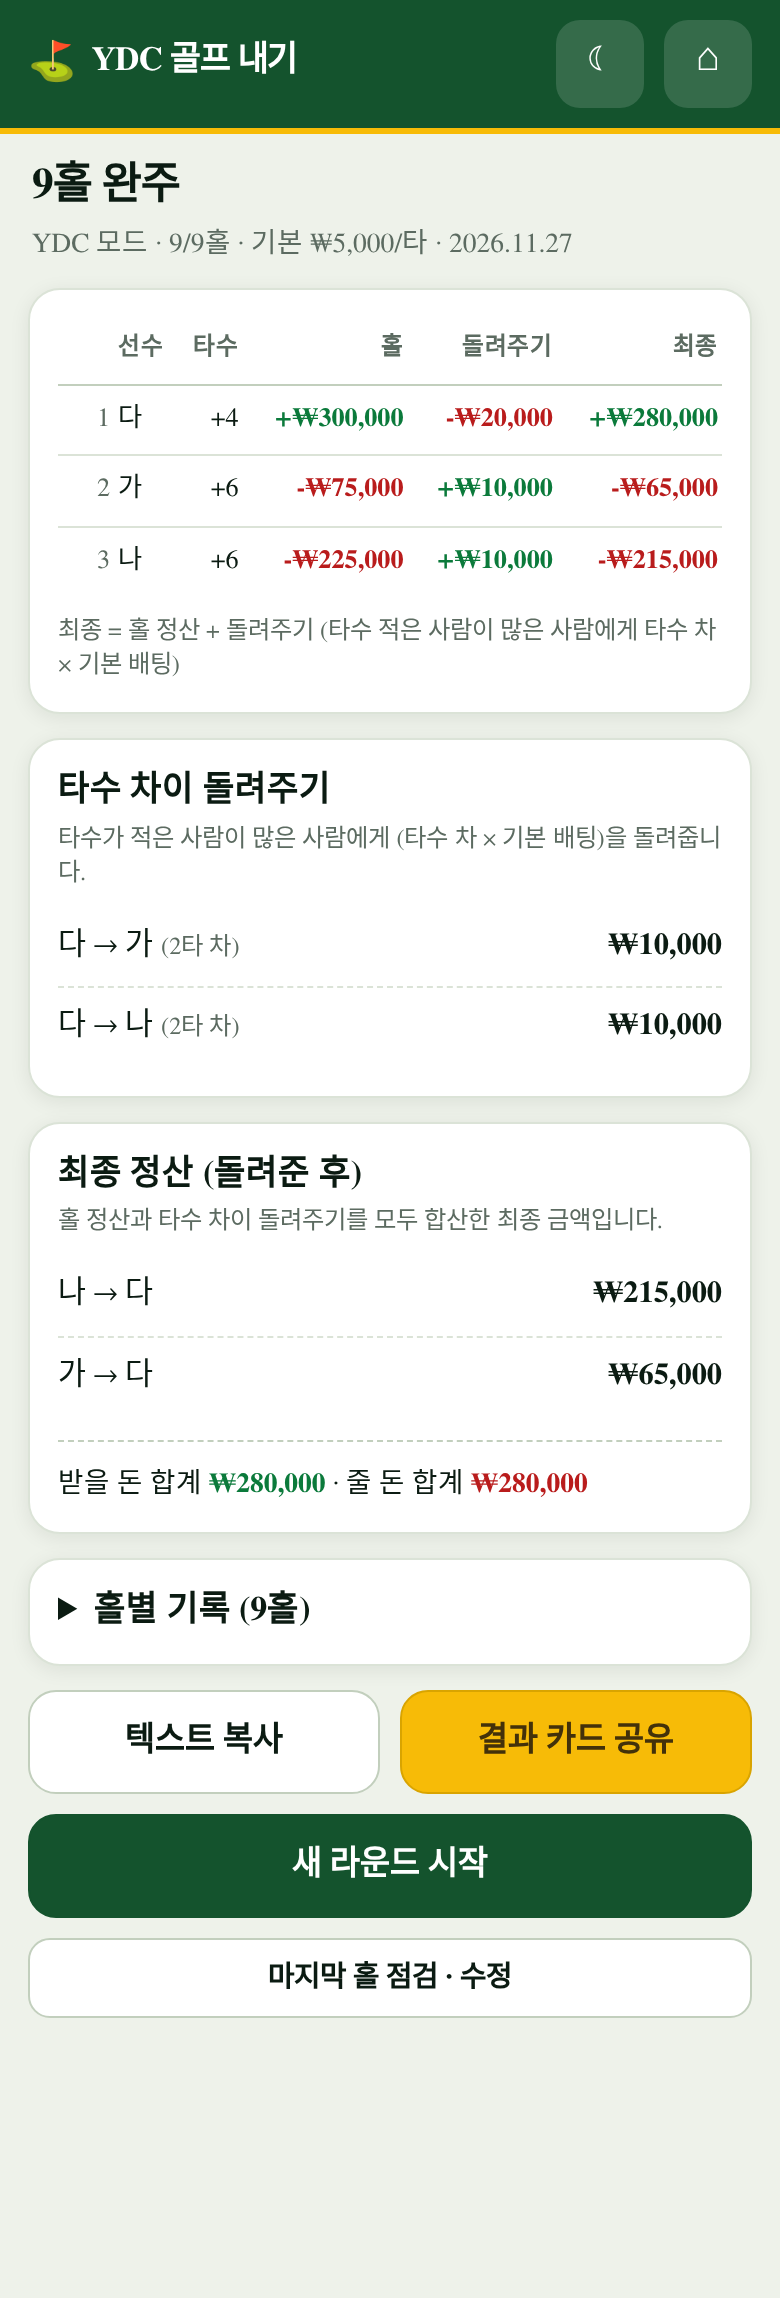 YDC 골프 내기
9홀 완주
YDC 모드 · 9/9홀 · 기본 ₩5,000/타 · 2026.11.27
선수 타수 홀 돌려주기 최종
1 다 +4 +₩300,000 -₩20,000 +₩280,000
2 가 +6 -₩75,000 +₩10,000 -₩65,000
3 나 +6 -₩225,000 +₩10,000 -₩215,000
최종 = 홀 정산 + 돌려주기 (타수 적은 사람이 많은 사람에게 타수 차
× 기본 배팅)
타수 차이 돌려주기
타수가 적은 사람이 많은 사람에게 (타수 차 × 기본 배팅)을 돌려줍니
다.
다 → 가 (2타 차) ₩10,000
다 → 나 (2타 차) ₩10,000
최종 정산 (돌려준 후)
홀 정산과 타수 차이 돌려주기를 모두 합산한 최종 금액입니다.
나 → 다 ₩215,000
가 → 다 ₩65,000
받을 돈 합계 ₩280,000 · 줄 돈 합계 ₩280,000
▶ 홀별 기록 (9홀)
텍스트 복사
결과 카드 공유
새 라운드 시작
마지막 홀 점검 · 수정